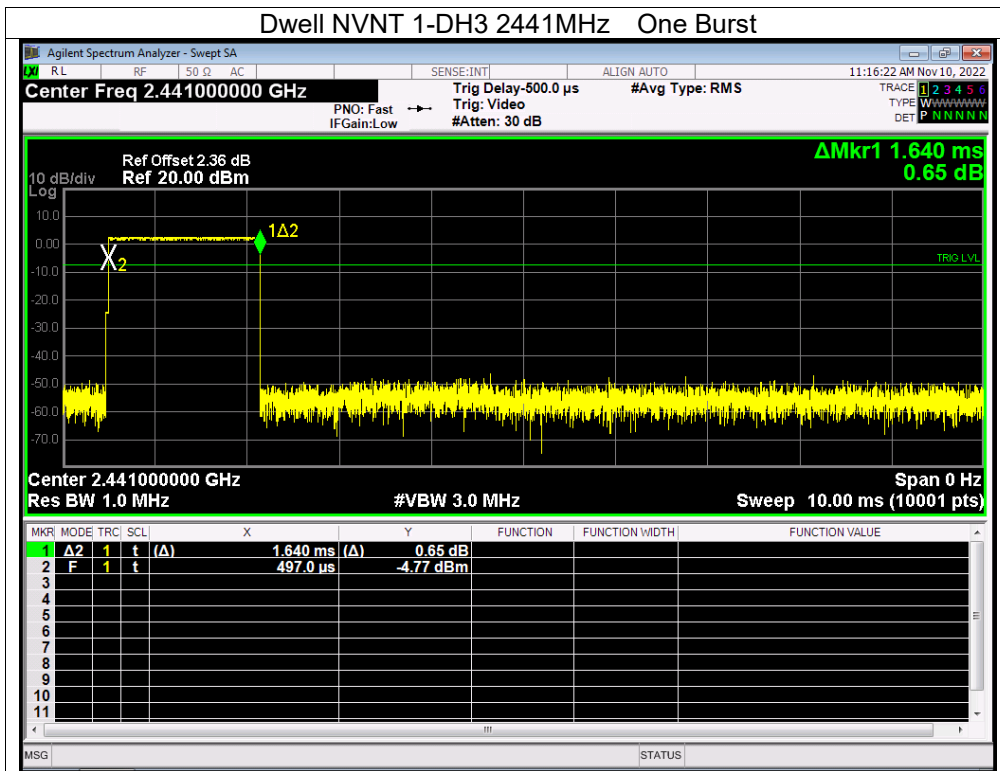 Dwell NVNT 1-DH3 2441MHz One Burst
Agilent Spectrum Analyzer - Swept SA
LXI RL RF 50 Ω AC SENSE:INT ALIGN AUTO 11:16:22 AM Nov 10, 2022
Center Freq 2.441000000 GHz
PNO: Fast
IFGain:Low
Trig Delay-500.0 µs
Trig: Video
#Atten: 30 dB
#Avg Type: RMS
TRACE 1 2 3 4 5 6
TYPE WWWWWW
DET P NNNNN
ΔMkr1 1.640 ms
0.65 dB
Ref Offset 2.36 dB
10 dB/div Ref 20.00 dBm
Log
10.0
0.00
-10.0
-20.0
-30.0
-40.0
-50.0
-60.0
-70.0
1Δ2
2
TRIG LVL
Center 2.441000000 GHz Span 0 Hz
Res BW 1.0 MHz #VBW 3.0 MHz Sweep 10.00 ms (10001 pts)
MKR MODE TRC SCL X Y FUNCTION FUNCTION WIDTH FUNCTION VALUE
1 Δ2 1 t (Δ) 1.640 ms (Δ) 0.65 dB
2 F 1 t 497.0 µs -4.77 dBm
3
4
5
6
7
8
9
10
11
MSG STATUS